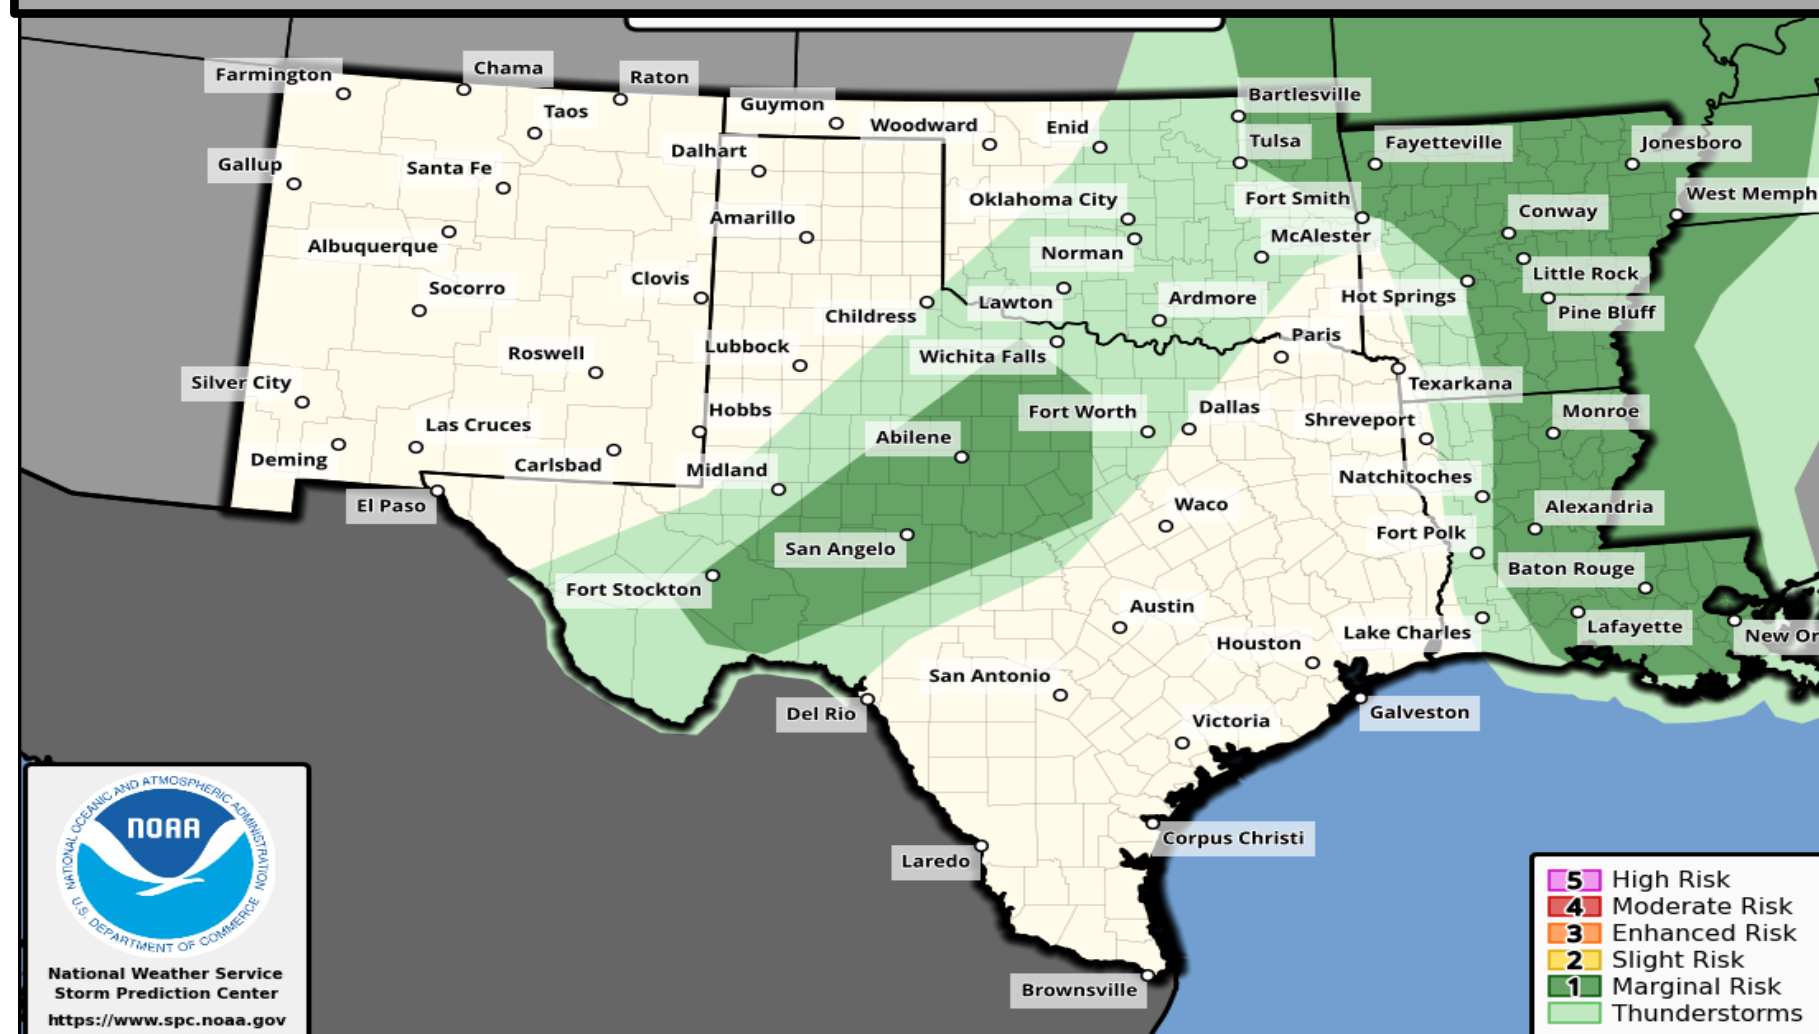 Farmington
Chama
Raton
Taos
Guymon
Woodward
Enid
Bartlesville
Tulsa
Fayetteville
Jonesboro
Gallup
Santa Fe
Dalhart
Oklahoma City
Fort Smith
Conway
West Memph
Albuquerque
Amarillo
Norman
McAlester
Little Rock
Socorro
Clovis
Childress
Lawton
Ardmore
Hot Springs
Pine Bluff
Roswell
Lubbock
Wichita Falls
Paris
Texarkana
Silver City
Las Cruces
Hobbs
Abilene
Fort Worth
Dallas
Shreveport
Monroe
Deming
Carlsbad
Midland
Natchitoches
El Paso
San Angelo
Waco
Fort Polk
Alexandria
Fort Stockton
Baton Rouge
Austin
Houston
Lake Charles
Lafayette
New Or
San Antonio
Del Rio
Victoria
Galveston
Corpus Christi
Laredo
Brownsville
NATIONAL OCEANIC AND ATMOSPHERIC ADMINISTRATION
NOAA
U.S. DEPARTMENT OF COMMERCE
National Weather Service
Storm Prediction Center
https://www.spc.noaa.gov
5 High Risk
4 Moderate Risk
3 Enhanced Risk
2 Slight Risk
1 Marginal Risk
Thunderstorms